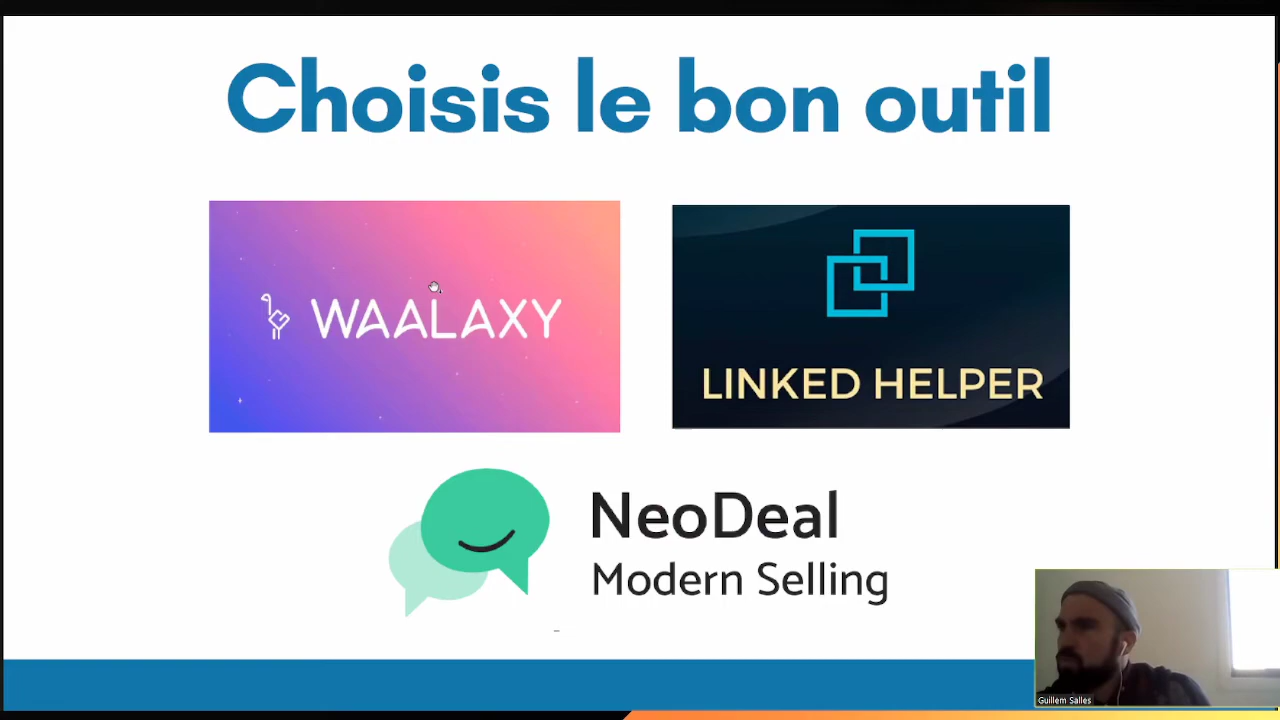 Choisis le bon outil
WAALAXY
LINKED HELPER
NeoDeal
Modern Selling
Guillem Salles